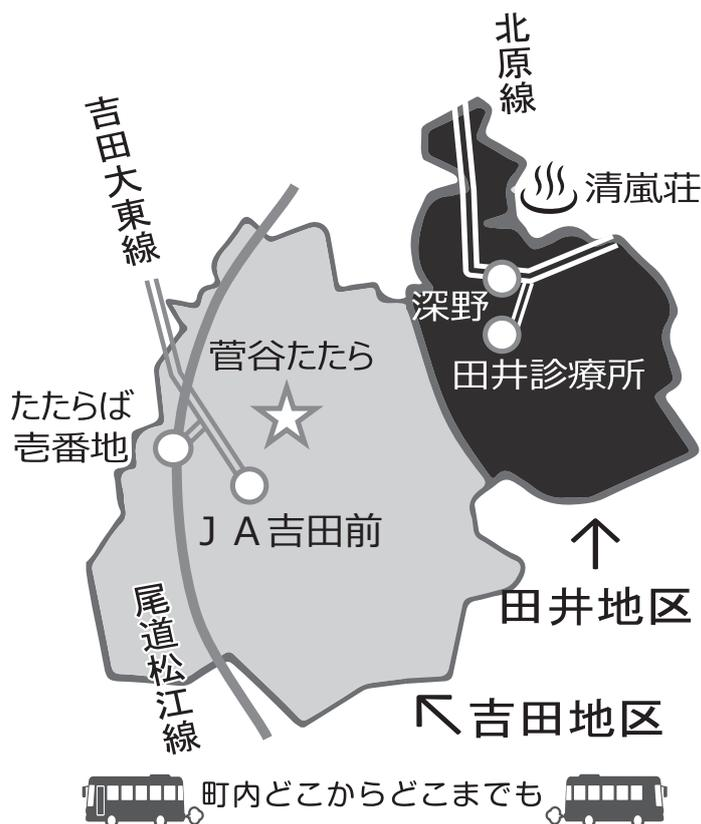 北原線
吉田大東線
清嵐荘
深野
菅谷たたら
田井診療所
たたらば
壱番地
ＪＡ吉田前
田井地区
尾道松江線
吉田地区
町内どこからどこまでも